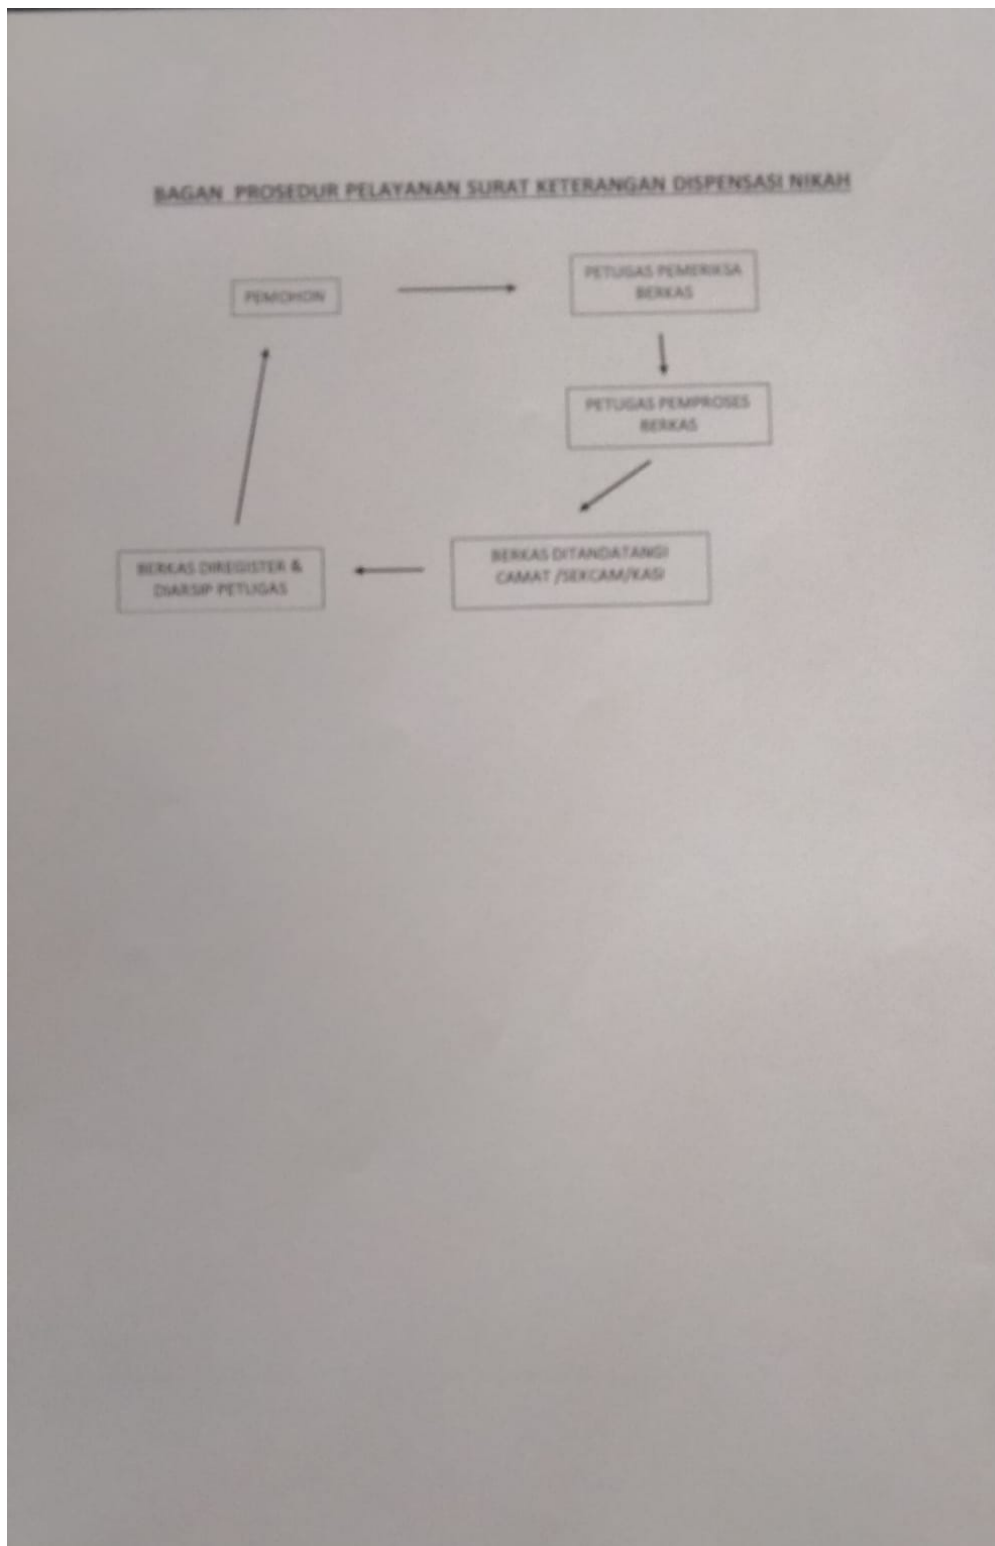 BAGAN PROSEDUR PELAYANAN SURAT KETERANGAN DISPENSASI NIKAH
PEMOHON
PETUGAS PEMERIKSA
BERKAS
PETUGAS PEMPROSES
BERKAS
BERKAS DITANDATANGI
CAMAT /SEKCAM/KASI
BERKAS DIREGISTER &
DIARSIP PETUGAS